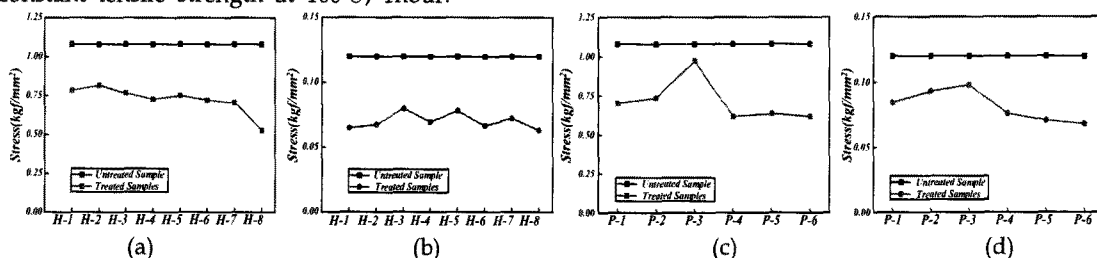 constant tensile strength at 160℃, 1hour.
1.25
1.00
0.75
0.50
0.25
0.00
Stress(kgf/mm²)
Untreated Sample
Treated Samples
H-1 H-2 H-3 H-4 H-5 H-6 H-7 H-8
(a)
0.15
0.10
0.05
0.00
Stress(kgf/mm²)
Untreated Sample
Treated Samples
H-1 H-2 H-3 H-4 H-5 H-6 H-7 H-8
(b)
1.25
1.00
0.75
0.50
0.25
0.00
Stress(kgf/mm²)
Untreated Sample
Treated Samples
P-1 P-2 P-3 P-4 P-5 P-6
(c)
0.15
0.10
0.05
0.00
Stress(kgf/mm²)
Untreated Sample
Treated Samples
P-1 P-2 P-3 P-4 P-5 P-6
(d)